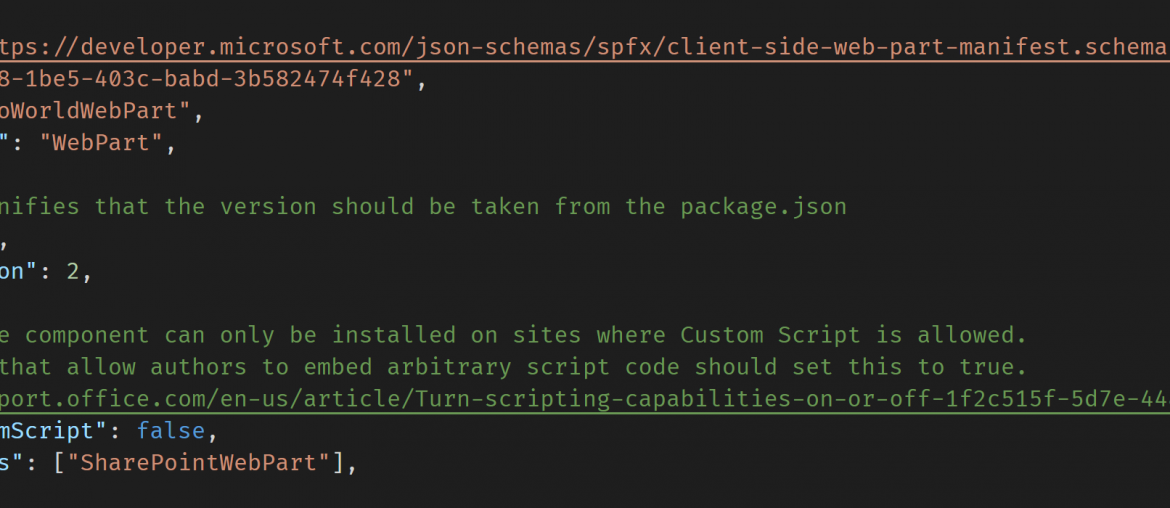 tps://developer.microsoft.com/json-schemas/spfx/client-side-web-part-manifest.schema
8-1be5-403c-babd-3b582474f428",
oWorldWebPart",
": "WebPart",
nifies that the version should be taken from the package.json
,
on": 2,
e component can only be installed on sites where Custom Script is allowed.
that allow authors to embed arbitrary script code should set this to true.
port.office.com/en-us/article/Turn-scripting-capabilities-on-or-off-1f2c515f-5d7e-44
mScript": false,
s": ["SharePointWebPart"],